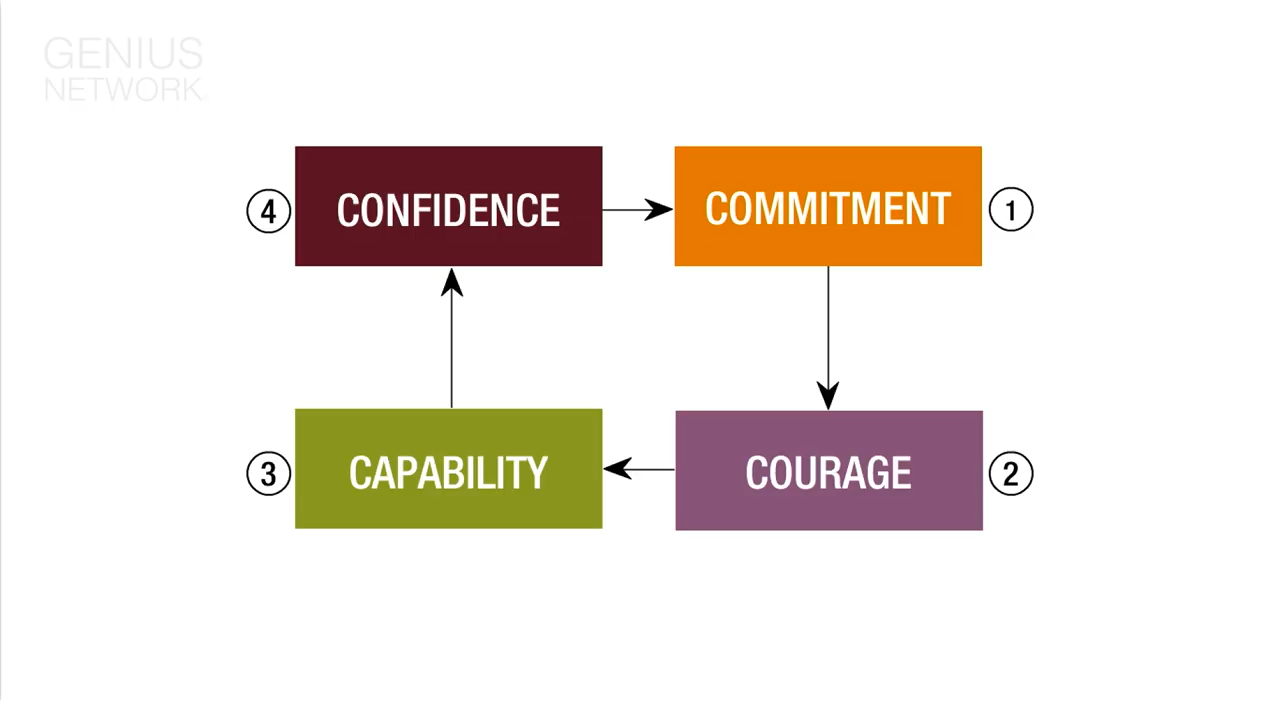 GENIUS
NETWORK
4 CONFIDENCE
COMMITMENT 1
3 CAPABILITY
COURAGE 2